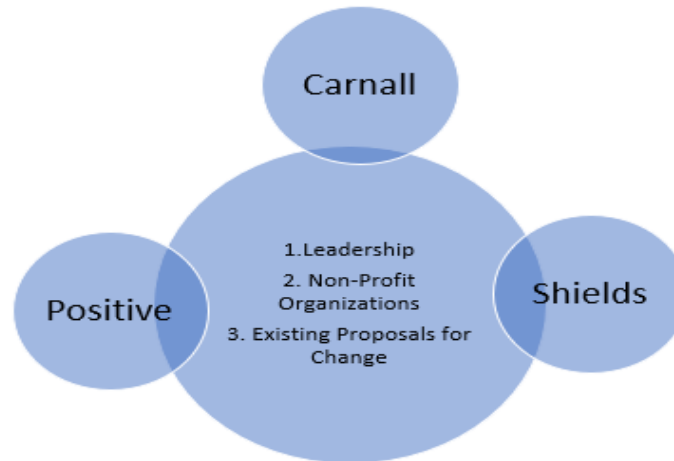 Carnall
1.Leadership
2. Non-Profit
Organizations
3. Existing Proposals for
Change
Positive
Shields